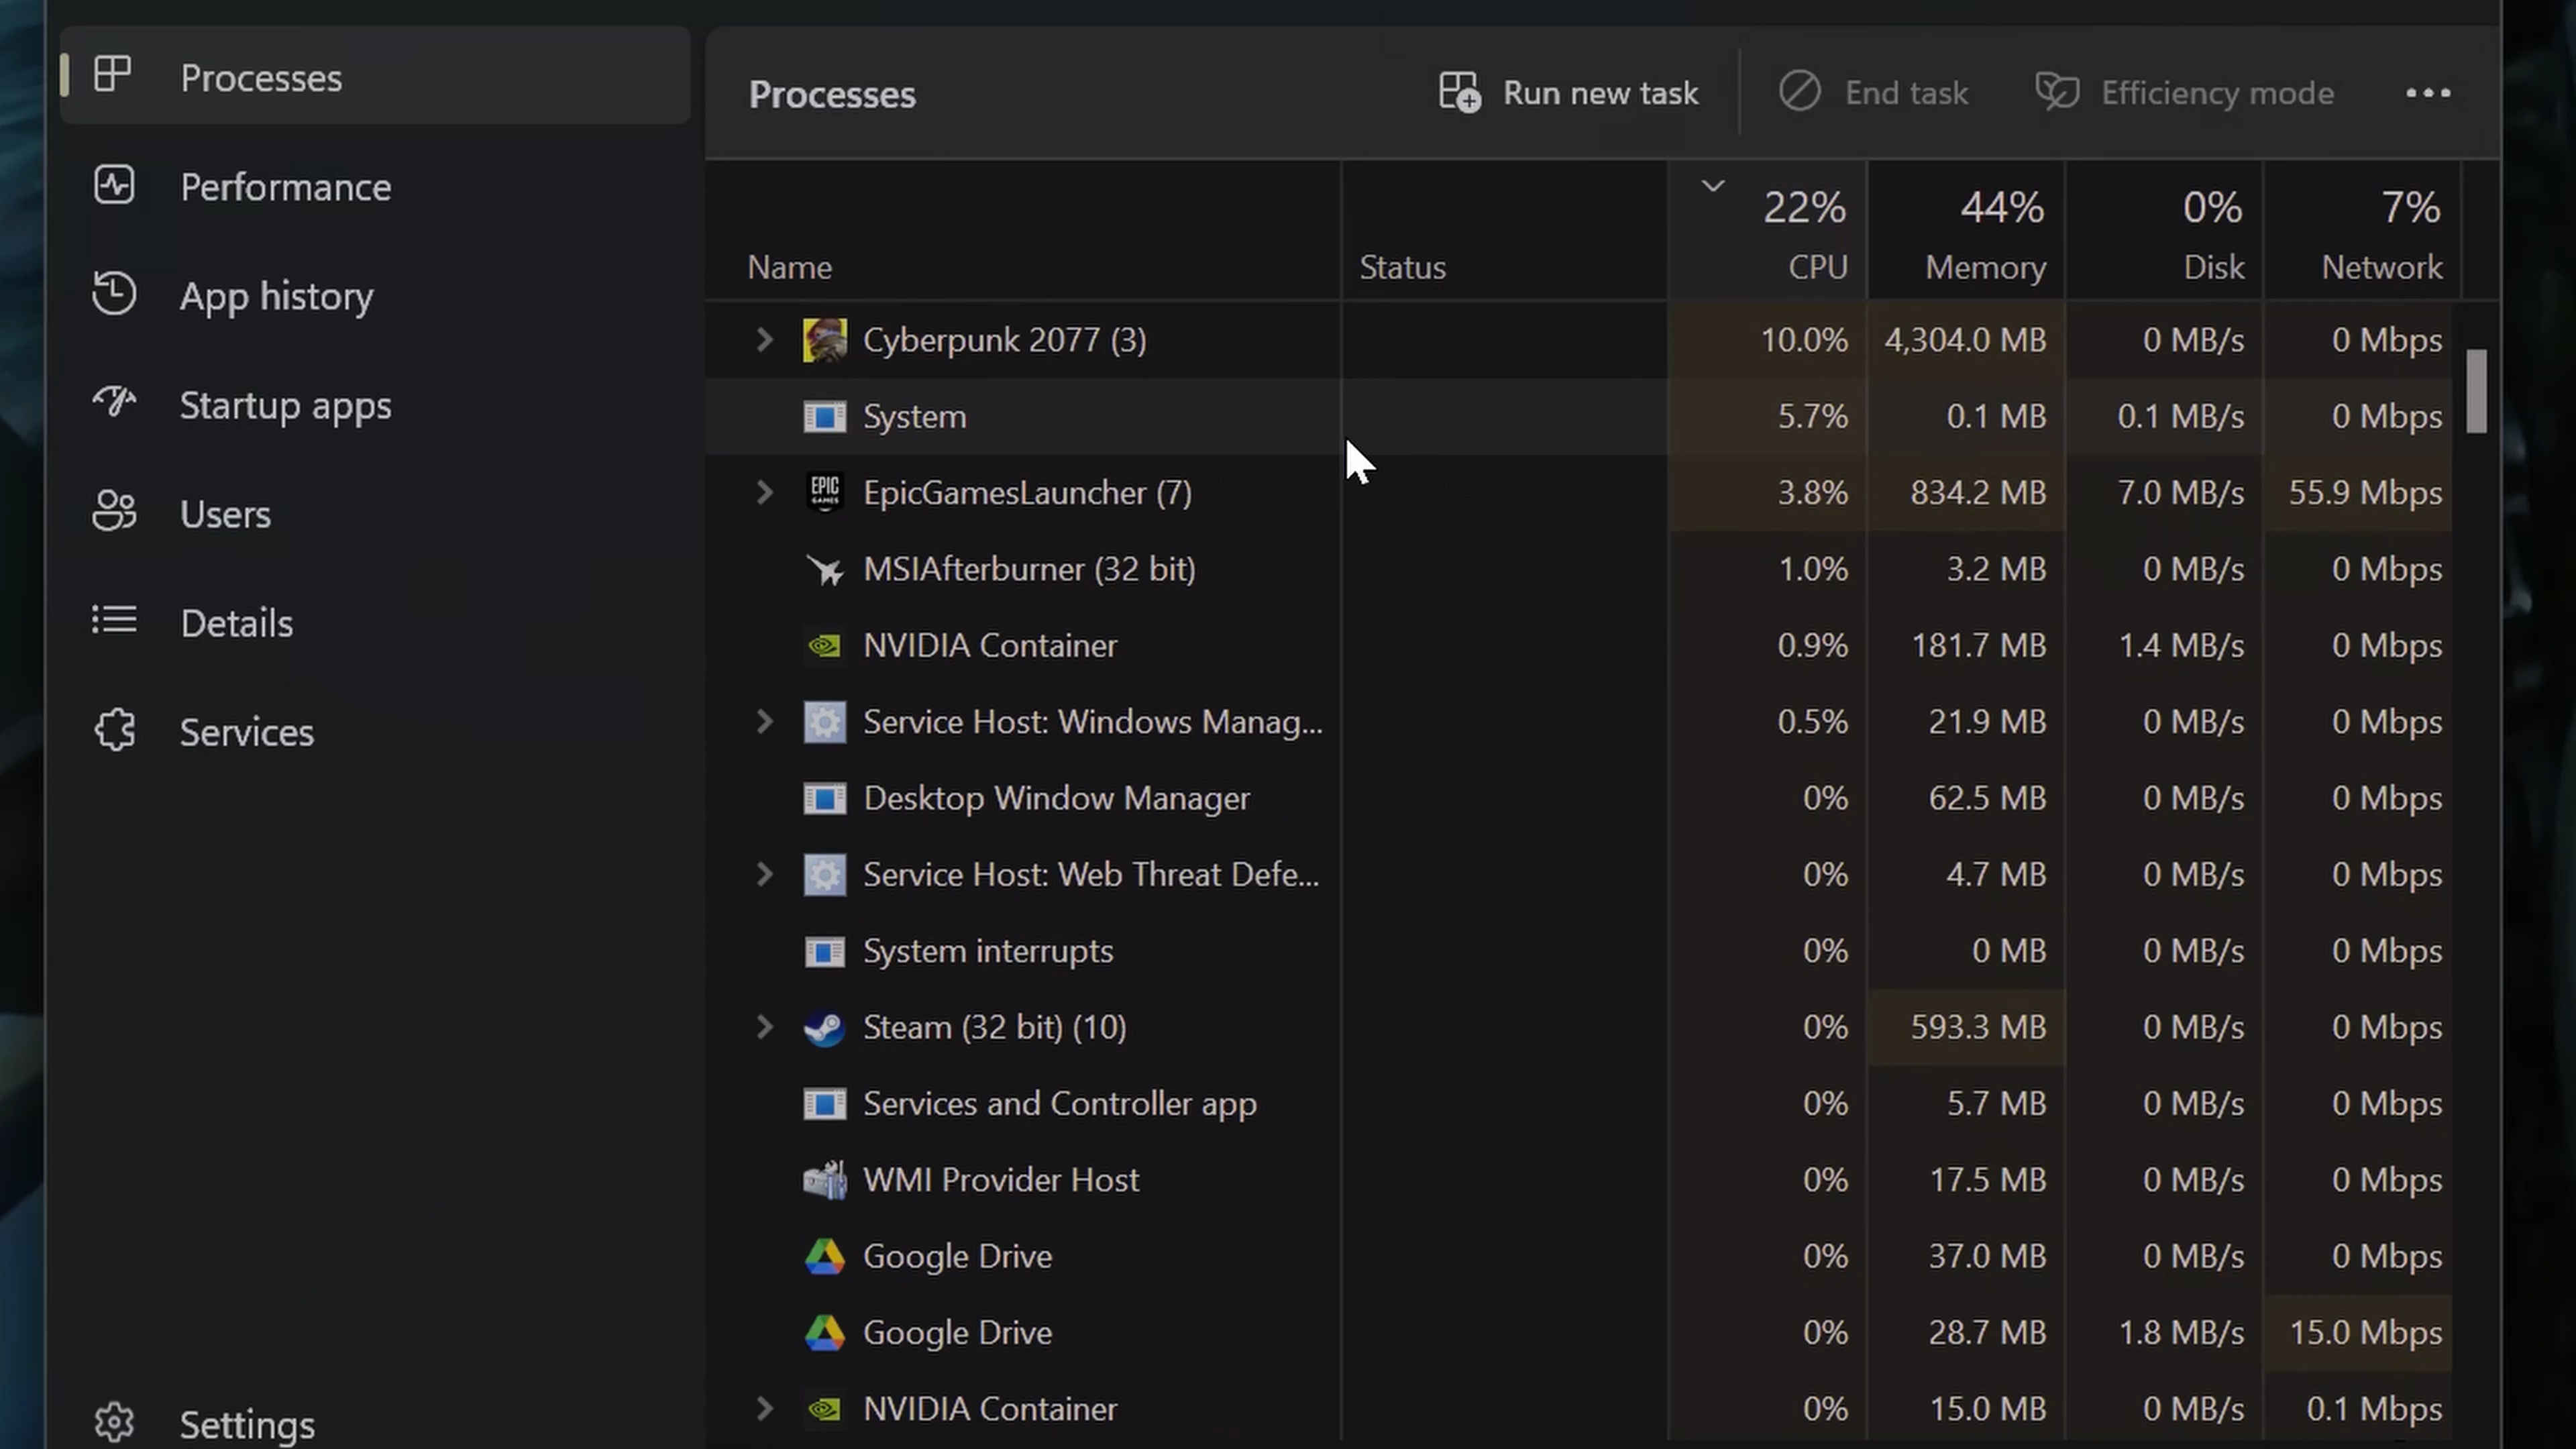 Processes
Performance
App history
Startup apps
Users
Details
Services
Settings
Processes Run new task End task Efficiency mode
22% 44% 0% 7%
Name Status CPU Memory Disk Network
Cyberpunk 2077 (3) 10.0% 4,304.0 MB 0 MB/s 0 Mbps
System 5.7% 0.1 MB 0.1 MB/s 0 Mbps
EPIC GAMES EpicGamesLauncher (7) 3.8% 834.2 MB 7.0 MB/s 55.9 Mbps
MSIAfterburner (32 bit) 1.0% 3.2 MB 0 MB/s 0 Mbps
NVIDIA Container 0.9% 181.7 MB 1.4 MB/s 0 Mbps
Service Host: Windows Manag... 0.5% 21.9 MB 0 MB/s 0 Mbps
Desktop Window Manager 0% 62.5 MB 0 MB/s 0 Mbps
Service Host: Web Threat Defe... 0% 4.7 MB 0 MB/s 0 Mbps
System interrupts 0% 0 MB 0 MB/s 0 Mbps
Steam (32 bit) (10) 0% 593.3 MB 0 MB/s 0 Mbps
Services and Controller app 0% 5.7 MB 0 MB/s 0 Mbps
WMI Provider Host 0% 17.5 MB 0 MB/s 0 Mbps
Google Drive 0% 37.0 MB 0 MB/s 0 Mbps
Google Drive 0% 28.7 MB 1.8 MB/s 15.0 Mbps
NVIDIA Container 0% 15.0 MB 0 MB/s 0.1 Mbps